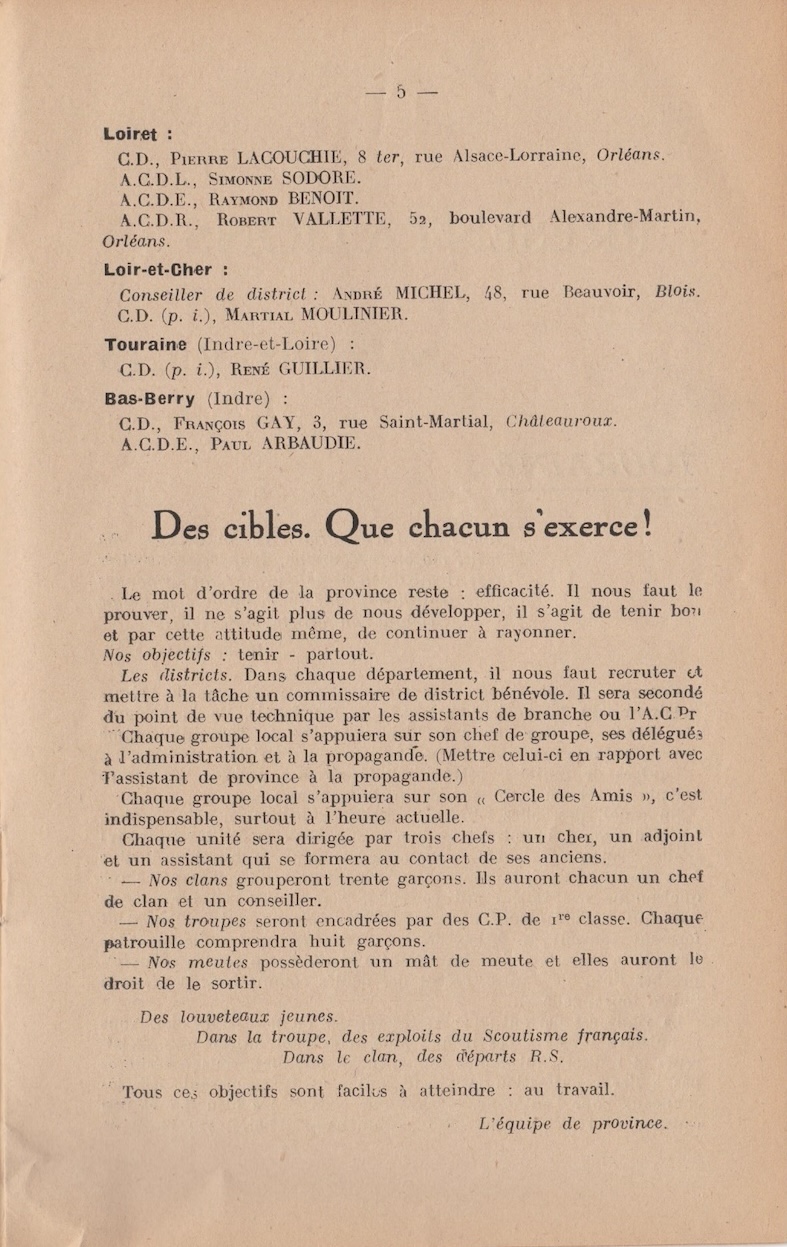 — 5 —
Loiret :
C.D., PIERRE LACOUCHIE, 8 ter, rue Alsace-Lorraine, Orléans.
A.C.D.L., SIMONNE SODORE.
A.C.D.E., RAYMOND BENOIT.
A.C.D.R., ROBERT VALLETTE, 52, boulevard Alexandre-Martin,
Orléans.
Loir-et-Cher :
Conseiller de district : ANDRÉ MICHEL, 48, rue Beauvoir, Blois.
C.D. (p. i.), MARTIAL MOULINIER.
Touraine (Indre-et-Loire) :
C.D. (p. i.), RENÉ GUILLIER.
Bas-Berry (Indre) :
C.D., FRANÇOIS GAY, 3, rue Saint-Martial, Châteauroux.
A.C.D.E., PAUL ARBAUDIE.
Des cibles. Que chacun s'exerce!
Le mot d'ordre de la province reste : efficacité. Il nous faut le
prouver, il ne s'agit plus de nous développer, il s'agit de tenir bon
et par cette attitude même, de continuer à rayonner.
Nos objectifs : tenir - partout.
Les districts. Dans chaque département, il nous faut recruter et
mettre à la tâche un commissaire de district bénévole. Il sera secondé
du point de vue technique par les assistants de branche ou l'A.C.Pr
Chaque groupe local s'appuiera sur son chef de groupe, ses délégués
à l'administration et à la propagande. (Mettre celui-ci en rapport avec
l'assistant de province à la propagande.)
Chaque groupe local s'appuiera sur son « Cercle des Amis », c'est
indispensable, surtout à l'heure actuelle.
Chaque unité sera dirigée par trois chefs : un cher, un adjoint
et un assistant qui se formera au contact de ses anciens.
— Nos clans grouperont trente garçons. Ils auront chacun un chef
de clan et un conseiller.
— Nos troupes seront encadrées par des C.P. de 1re classe. Chaque
patrouille comprendra huit garçons.
— Nos meutes possèderont un mât de meute et elles auront le
droit de le sortir.
Des louveteaux jeunes.
Dans la troupe, des exploits du Scoutisme français.
Dans le clan, des départs R.S.
Tous ces objectifs sont faciles à atteindre : au travail.
L'équipe de province.